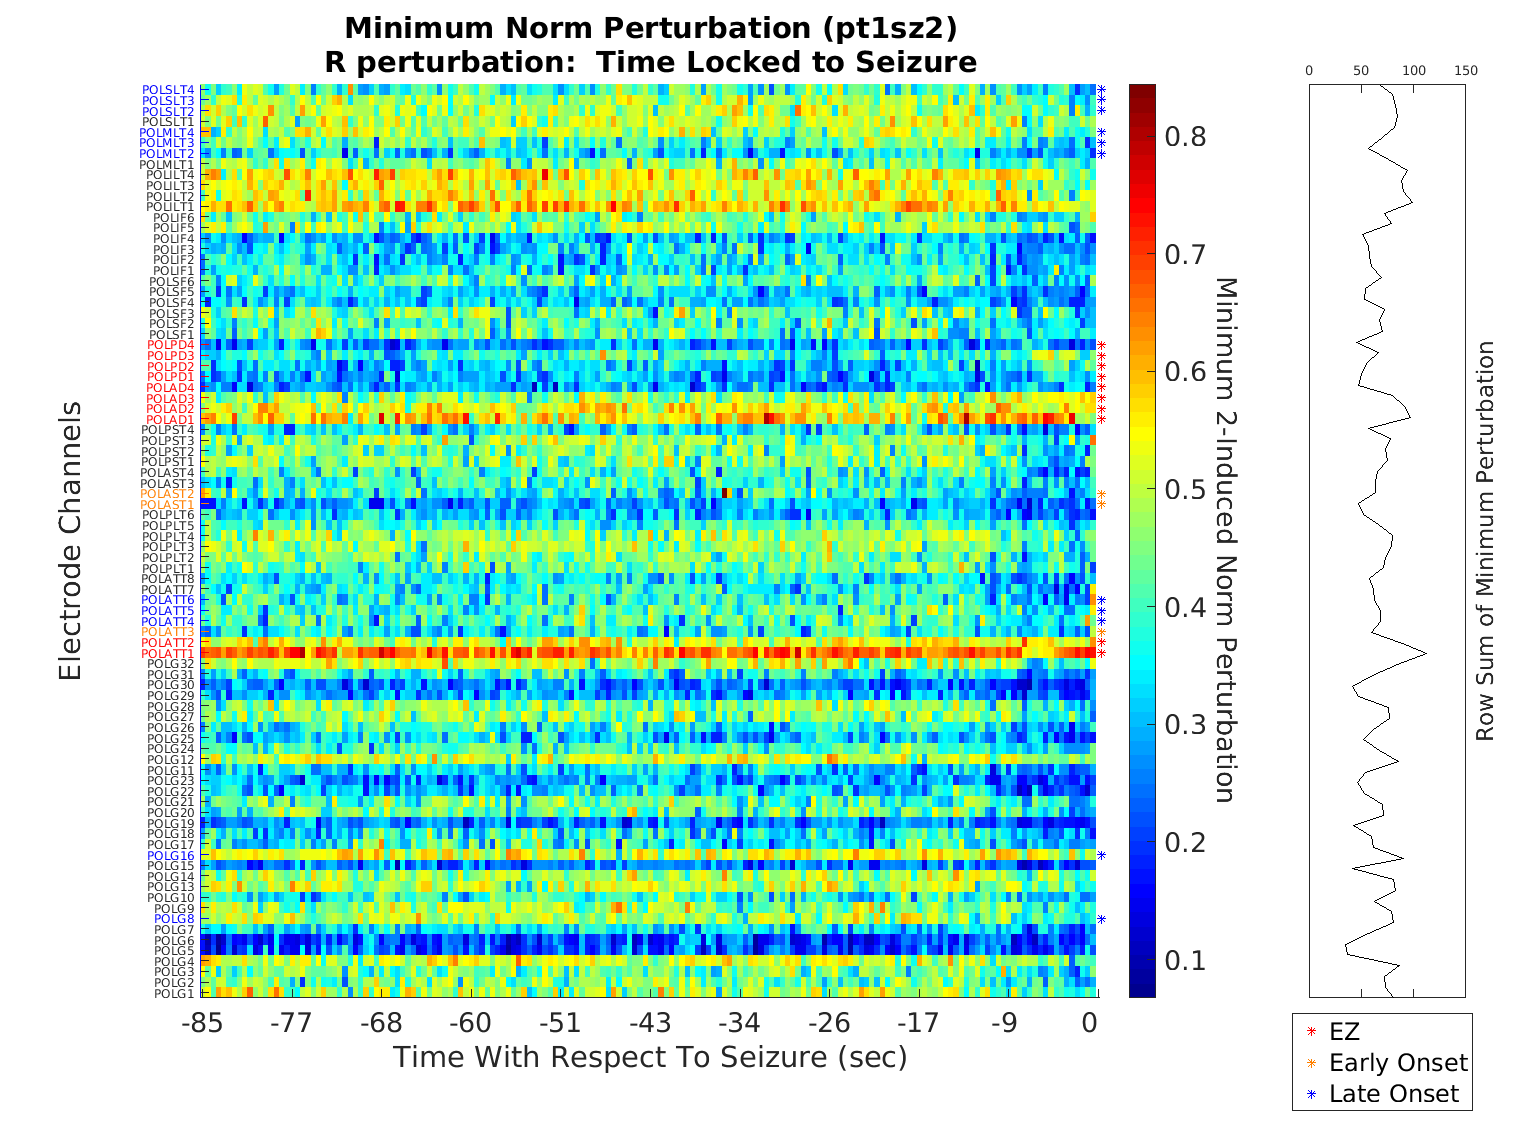 Minimum Norm Perturbation (pt1sz2)
R perturbation:  Time Locked to Seizure
Electrode Channels
POLSLT4
POLSLT3
POLSLT2
POLSLT1
POLMLT4
POLMLT3
POLMLT2
POLMLT1
POLILT4
POLILT3
POLILT2
POLILT1
POLIF6
POLIF5
POLIF4
POLIF3
POLIF2
POLIF1
POLSF6
POLSF5
POLSF4
POLSF3
POLSF2
POLSF1
POLPD4
POLPD3
POLPD2
POLPD1
POLAD4
POLAD3
POLAD2
POLAD1
POLPST4
POLPST3
POLPST2
POLPST1
POLAST4
POLAST3
POLAST2
POLAST1
POLPLT6
POLPLT5
POLPLT4
POLPLT3
POLPLT2
POLPLT1
POLATT8
POLATT7
POLATT6
POLATT5
POLATT4
POLATT3
POLATT2
POLATT1
POLG32
POLG31
POLG30
POLG29
POLG28
POLG27
POLG26
POLG25
POLG24
POLG12
POLG11
POLG23
POLG22
POLG21
POLG20
POLG19
POLG18
POLG17
POLG16
POLG15
POLG14
POLG13
POLG10
POLG9
POLG8
POLG7
POLG6
POLG5
POLG4
POLG3
POLG2
POLG1
-85 -77 -68 -60 -51 -43 -34 -26 -17 -9 0
Time With Respect To Seizure (sec)
0.8
0.7
0.6
0.5
0.4
0.3
0.2
0.1
Minimum 2-Induced Norm Perturbation
0 50 100 150
Row Sum of Minimum Perturbation
EZ
Early Onset
Late Onset